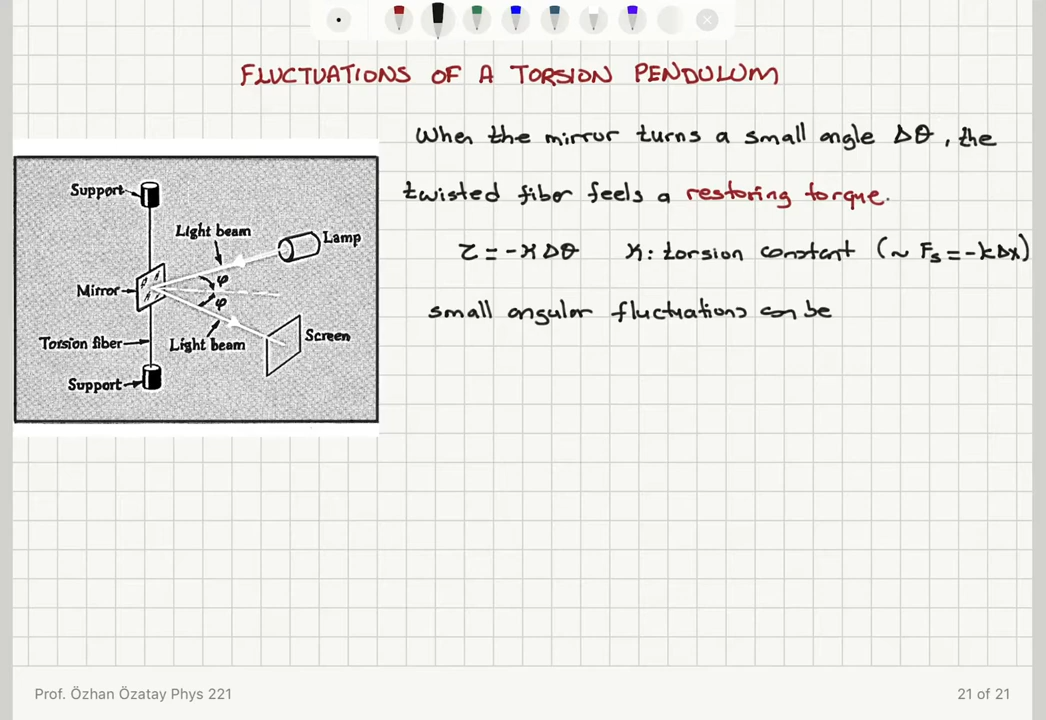 FLUCTUATIONS OF A TORSION PENDULUM
When the mirror turns a small angle Δθ, the
twisted fiber feels a restoring torque.
τ = -κΔθ κ: torsion constant (~ Fs = -kΔx)
small angular fluctuations can be
Support
Light beam
Lamp
φ
Mirror
φ
Torsion fiber
Light beam
Screen
Support
Prof. Özhan Özatay Phys 221
21 of 21